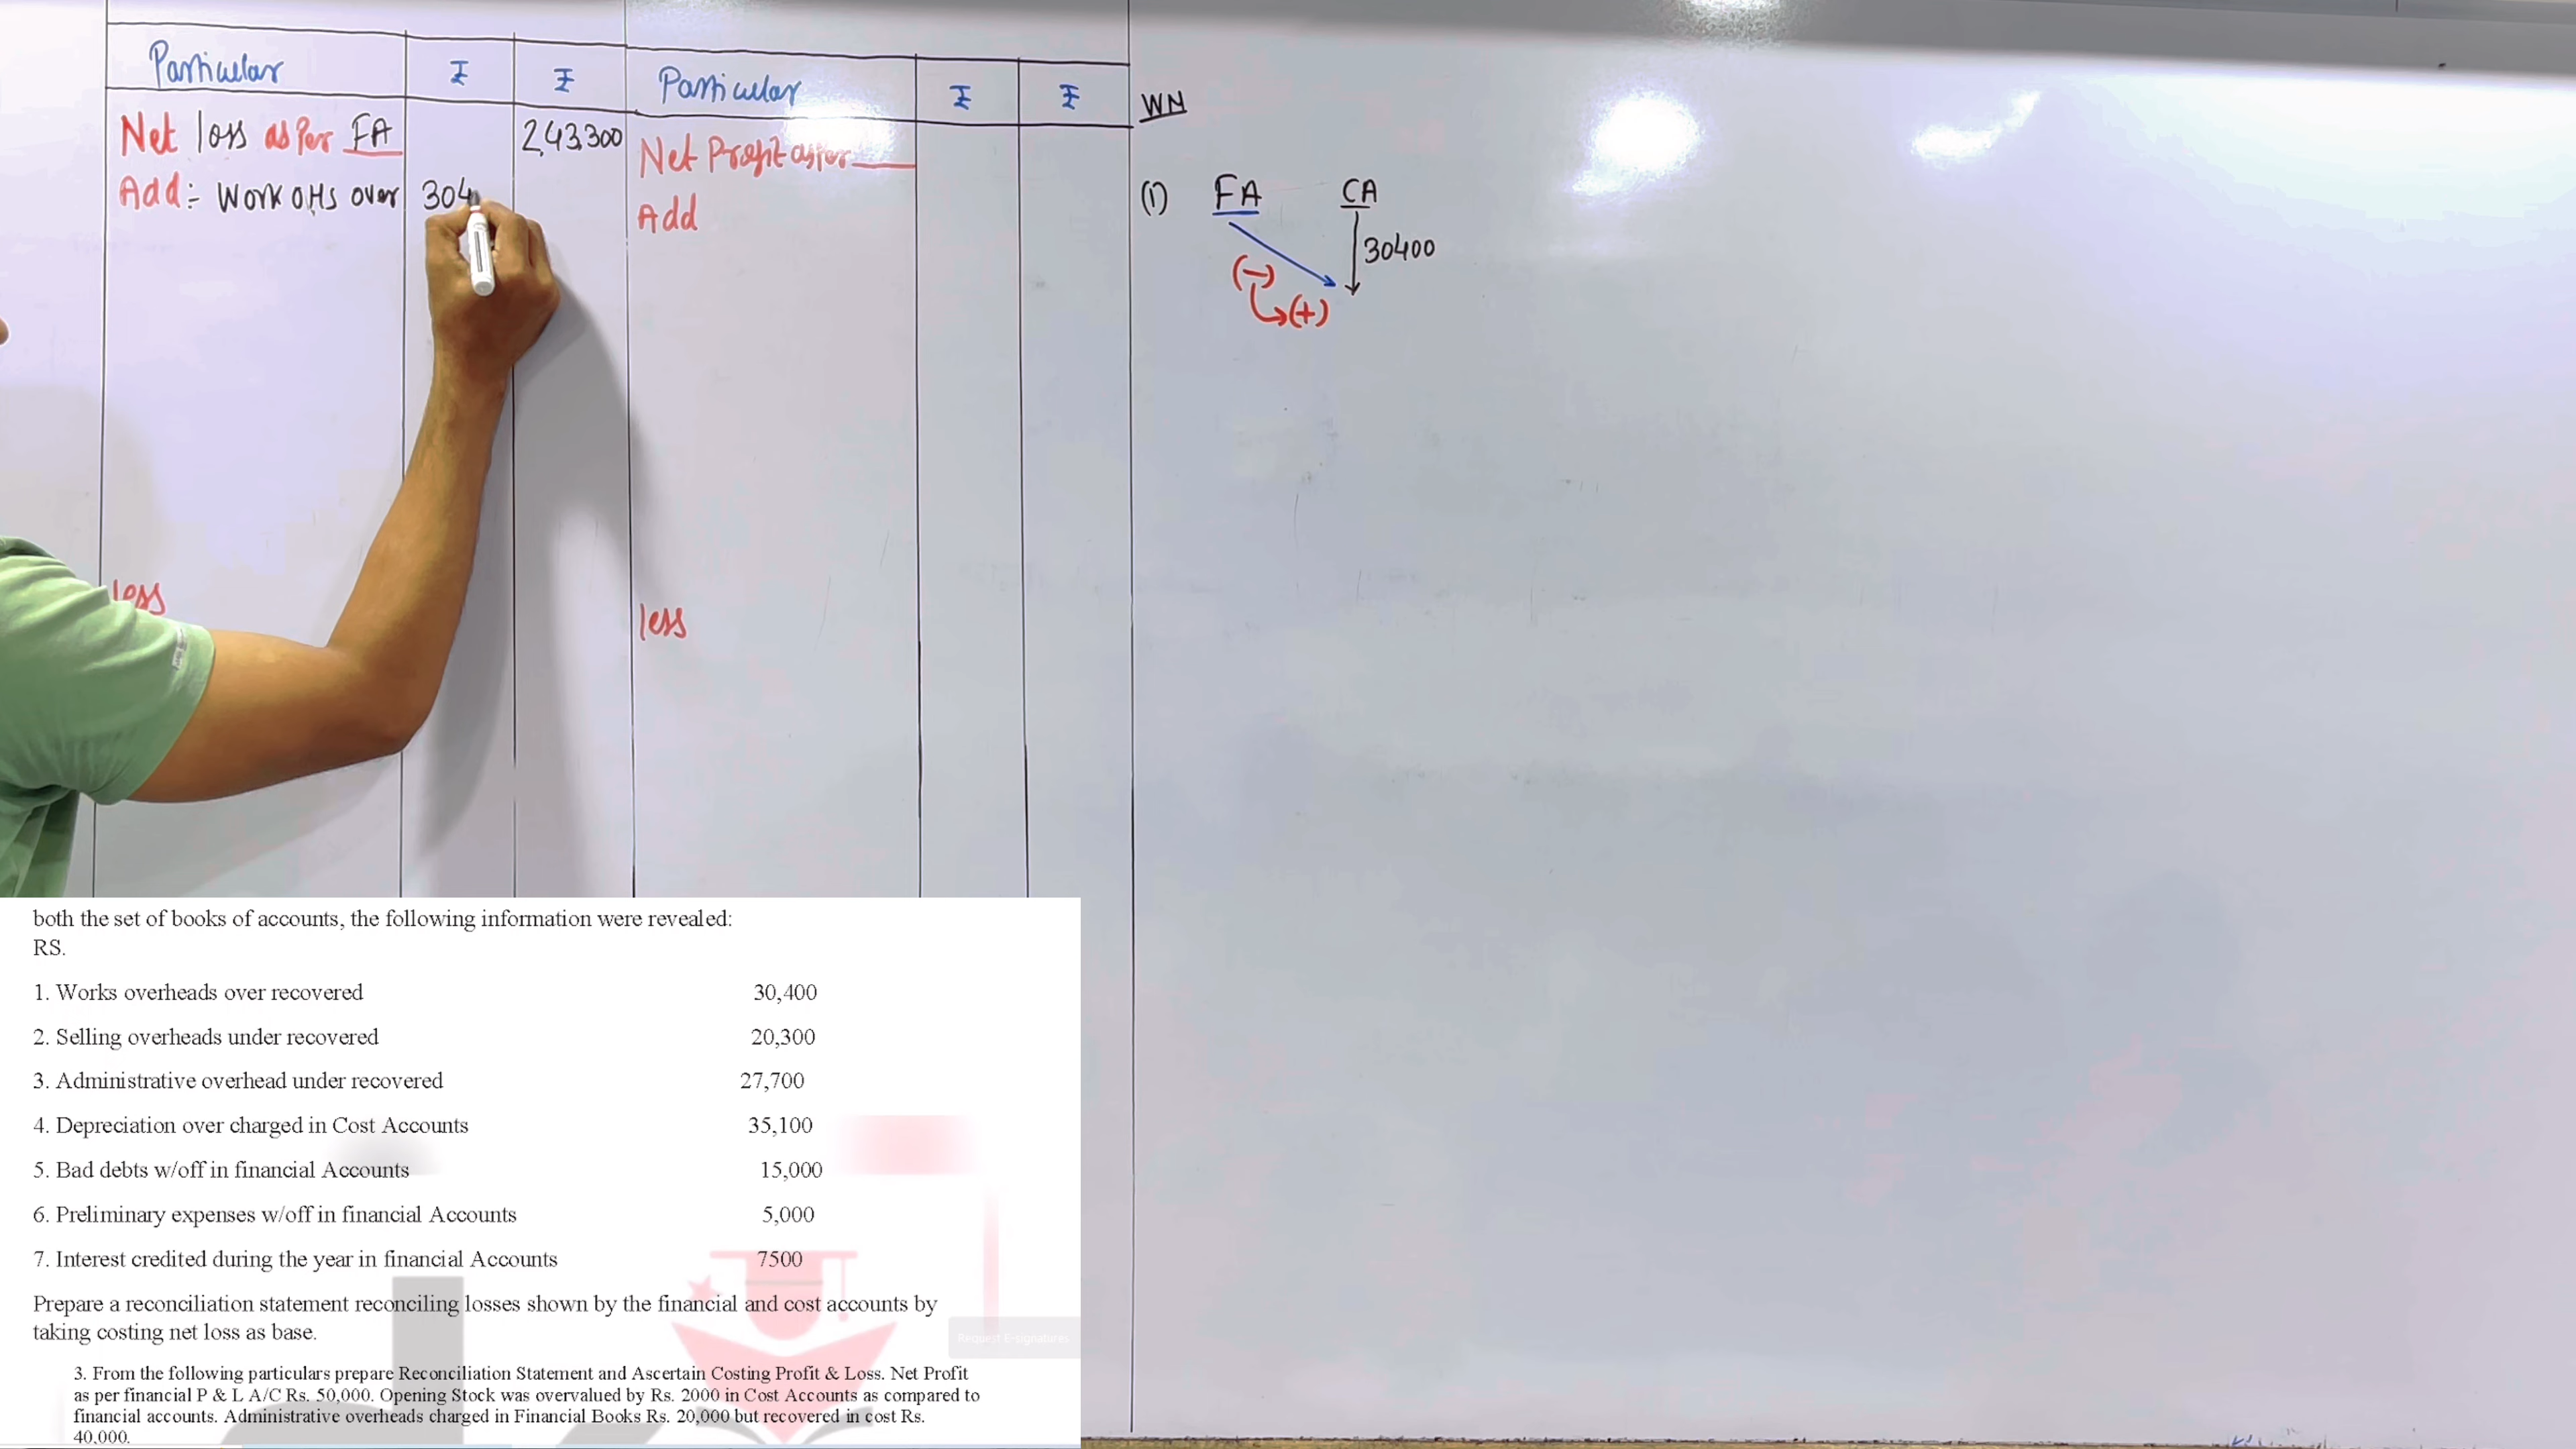 Particular ₹ ₹ Particular ₹ ₹
Net loss as Per FA 2,43,300 Net Profit as per
Add:- Work OHs over 304 Add
less less
WN
(1) FA CA
30400
(-)
(+)
both the set of books of accounts, the following information were revealed:
RS.
1. Works overheads over recovered 30,400
2. Selling overheads under recovered 20,300
3. Administrative overhead under recovered 27,700
4. Depreciation over charged in Cost Accounts 35,100
5. Bad debts w/off in financial Accounts 15,000
6. Preliminary expenses w/off in financial Accounts 5,000
7. Interest credited during the year in financial Accounts 7500
Prepare a reconciliation statement reconciling losses shown by the financial and cost accounts by
taking costing net loss as base.
Request E-signatures
3. From the following particulars prepare Reconciliation Statement and Ascertain Costing Profit & Loss. Net Profit
as per financial P & L A/C Rs. 50,000. Opening Stock was overvalued by Rs. 2000 in Cost Accounts as compared to
financial accounts. Administrative overheads charged in Financial Books Rs. 20,000 but recovered in cost Rs.
40,000.